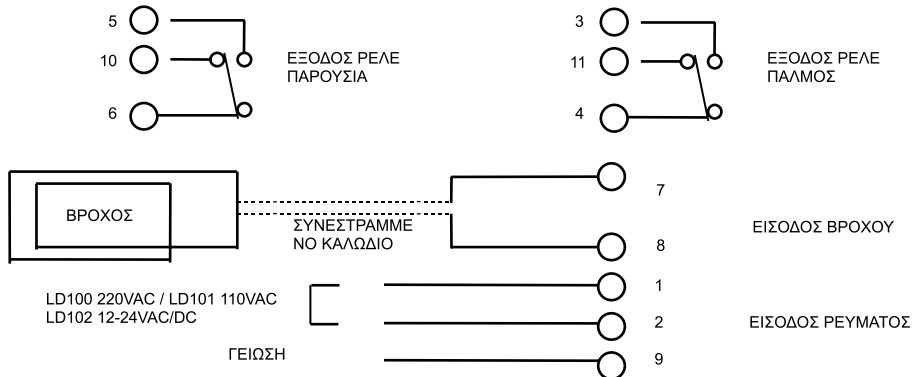 5
10
6
ΕΞΟΔΟΣ ΡΕΛΕ
ΠΑΡΟΥΣΙΑ
3
11
4
ΕΞΟΔΟΣ ΡΕΛΕ
ΠΑΛΜΟΣ
ΒΡΟΧΟΣ
ΣΥΝΕΣΤΡΑΜΜΕ
ΝΟ ΚΑΛΩΔΙΟ
7
8
ΕΙΣΟΔΟΣ ΒΡΟΧΟΥ
LD100 220VAC / LD101 110VAC
LD102 12-24VAC/DC
ΓΕΙΩΣΗ
1
2
9
ΕΙΣΟΔΟΣ ΡΕΥΜΑΤΟΣ